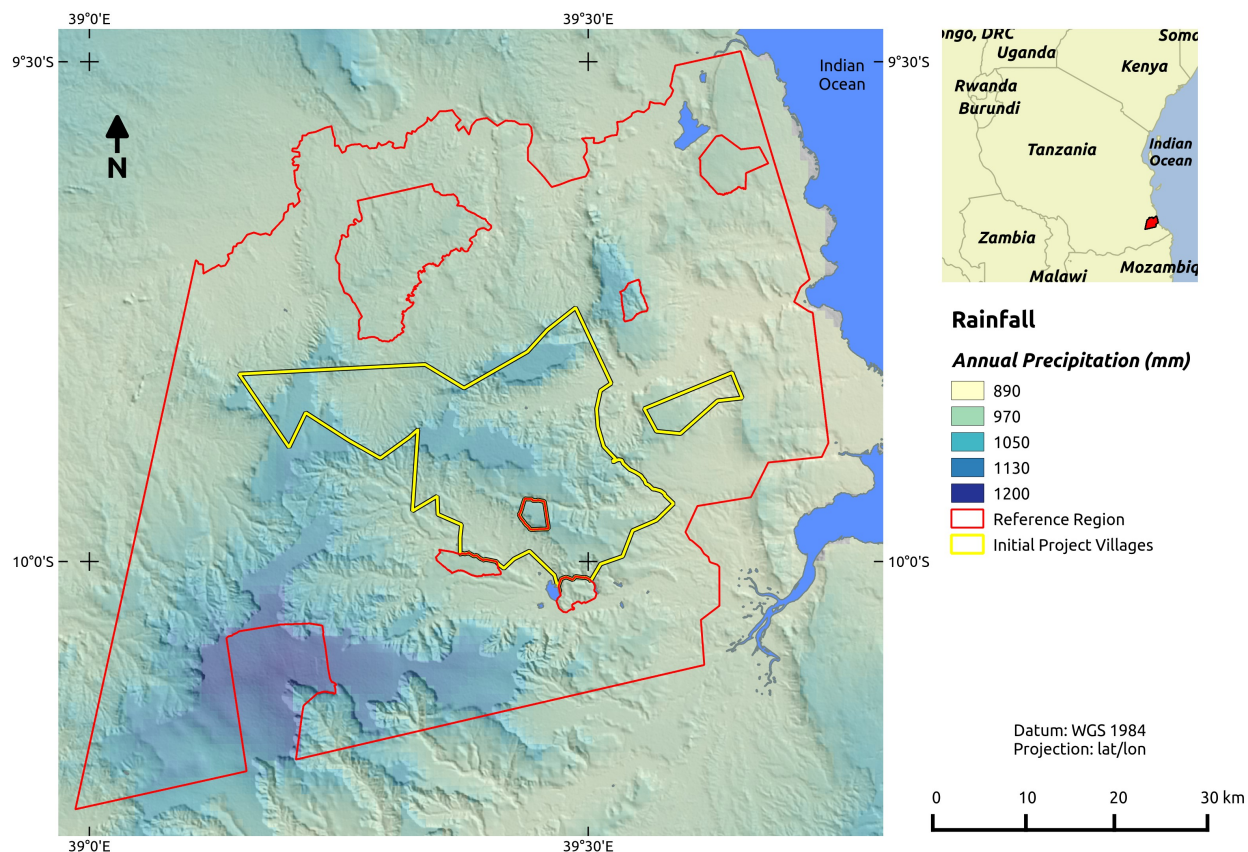 39°0'E
39°30'E
9°30'S
9°30'S
Indian
Ocean
N
10°0'S
10°0'S
39°0'E
39°30'E
ongo, DRC
Soma
Uganda
Kenya
Rwanda
Burundi
Tanzania
Indian
Ocean
Zambia
Malawi
Mozambiq
Rainfall
Annual Precipitation (mm)
890
970
1050
1130
1200
Reference Region
Initial Project Villages
Datum: WGS 1984
Projection: lat/lon
0 10 20 30 km